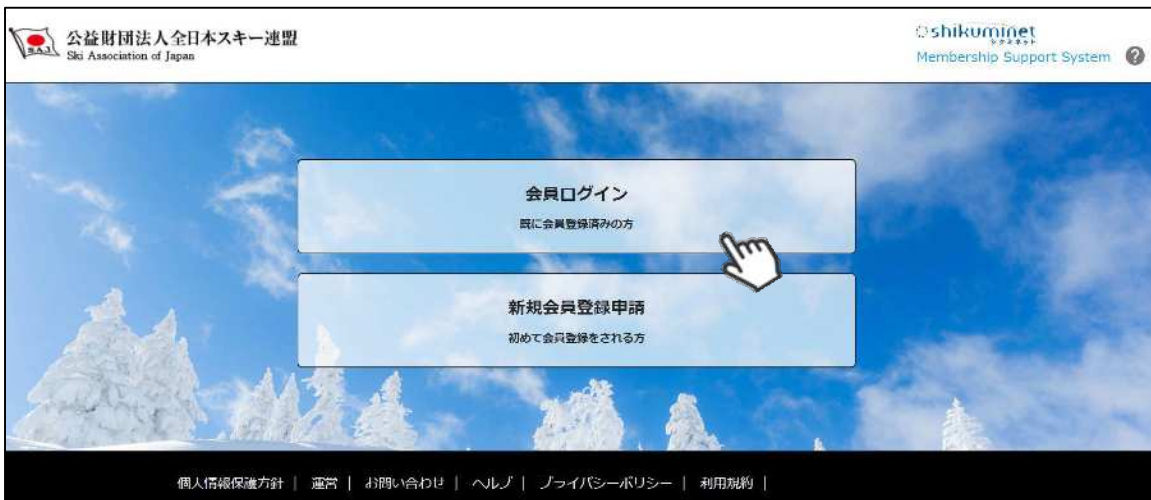 公益財団法人全日本スキー連盟
Ski Association of Japan
S.A.J
shikuminet
シクミネット
Membership Support System ?
会員ログイン
既に会員登録済みの方
新規会員登録申請
初めて会員登録をされる方
個人情報保護方針 | 運営 | お問い合わせ | ヘルプ | プライバシーポリシー | 利用規約 |